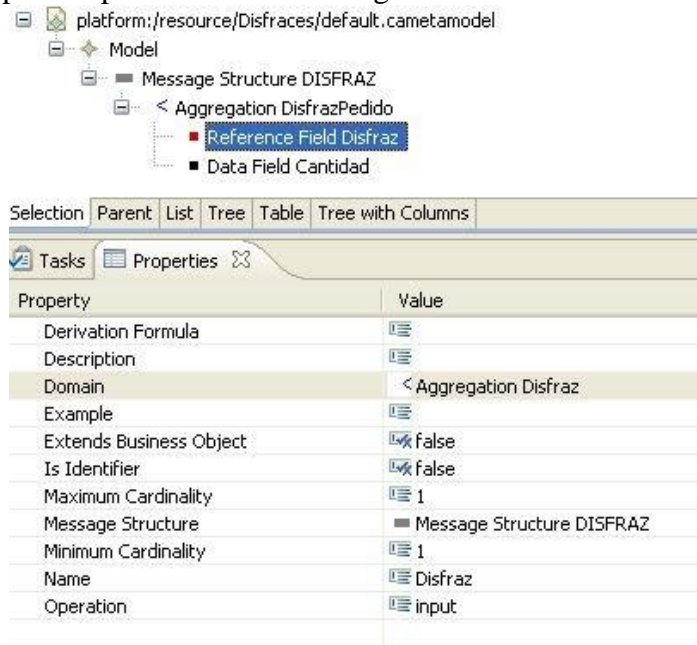 platform:/resource/Disfraces/default.cametamodel
Model
Message Structure DISFRAZ
Aggregation DisfrazPedido
Reference Field Disfraz
Data Field Cantidad
Selection Parent List Tree Table Tree with Columns
Tasks Properties
Property Value
Derivation Formula
Description
Domain Aggregation Disfraz
Example
Extends Business Object false
Is Identifier false
Maximum Cardinality 1
Message Structure Message Structure DISFRAZ
Minimum Cardinality 1
Name Disfraz
Operation input